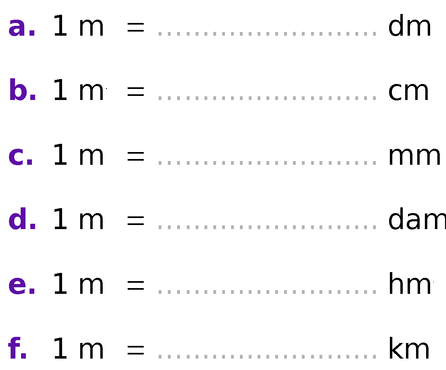 a. 1 m = ........................... dm
b. 1 m = ........................... cm
c. 1 m = ........................... mm
d. 1 m = ........................... dam
e. 1 m = ........................... hm
f. 1 m = ........................... km